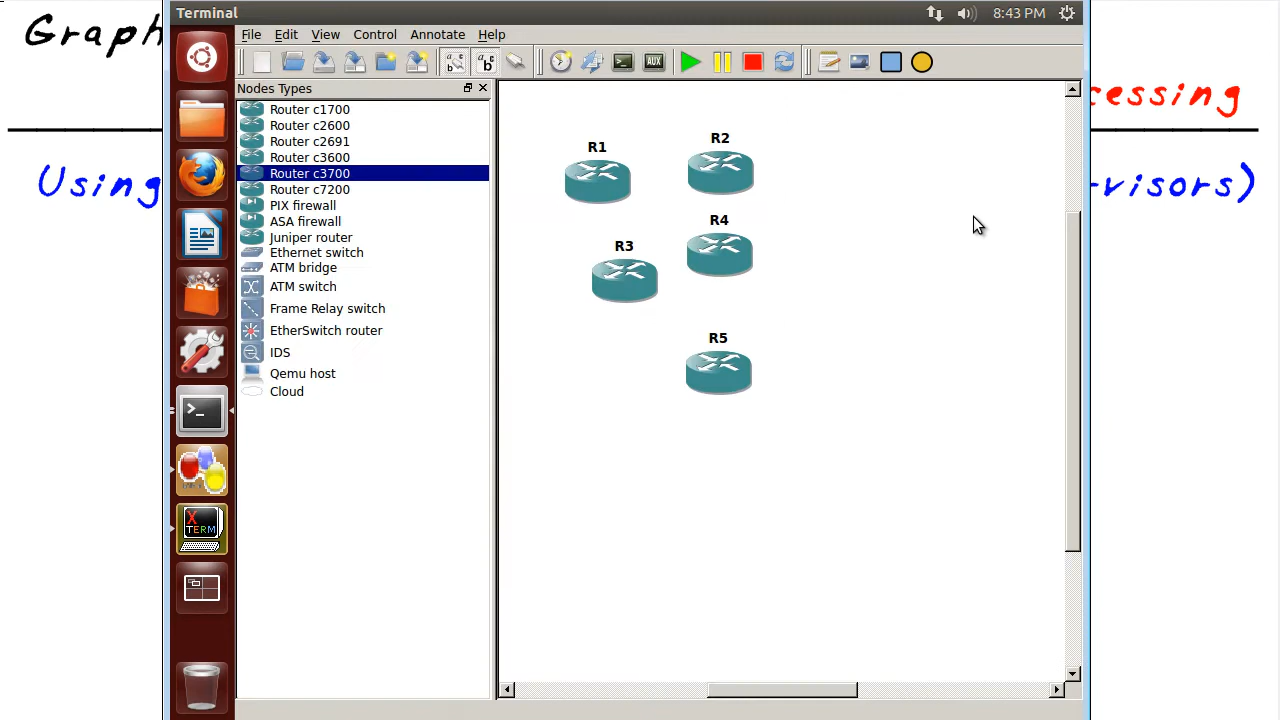 Terminal
8:43 PM
Graph
File Edit View Control Annotate Help
AUX
Nodes Types
cessing
Router c1700
Router c2600
Router c2691
Router c3600
Router c3700
Router c7200
PIX firewall
ASA firewall
Juniper router
Ethernet switch
ATM bridge
ATM switch
Frame Relay switch
EtherSwitch router
IDS
Qemu host
Cloud
R1
R2
R4
R3
R5
Using
visors)
X
TERM